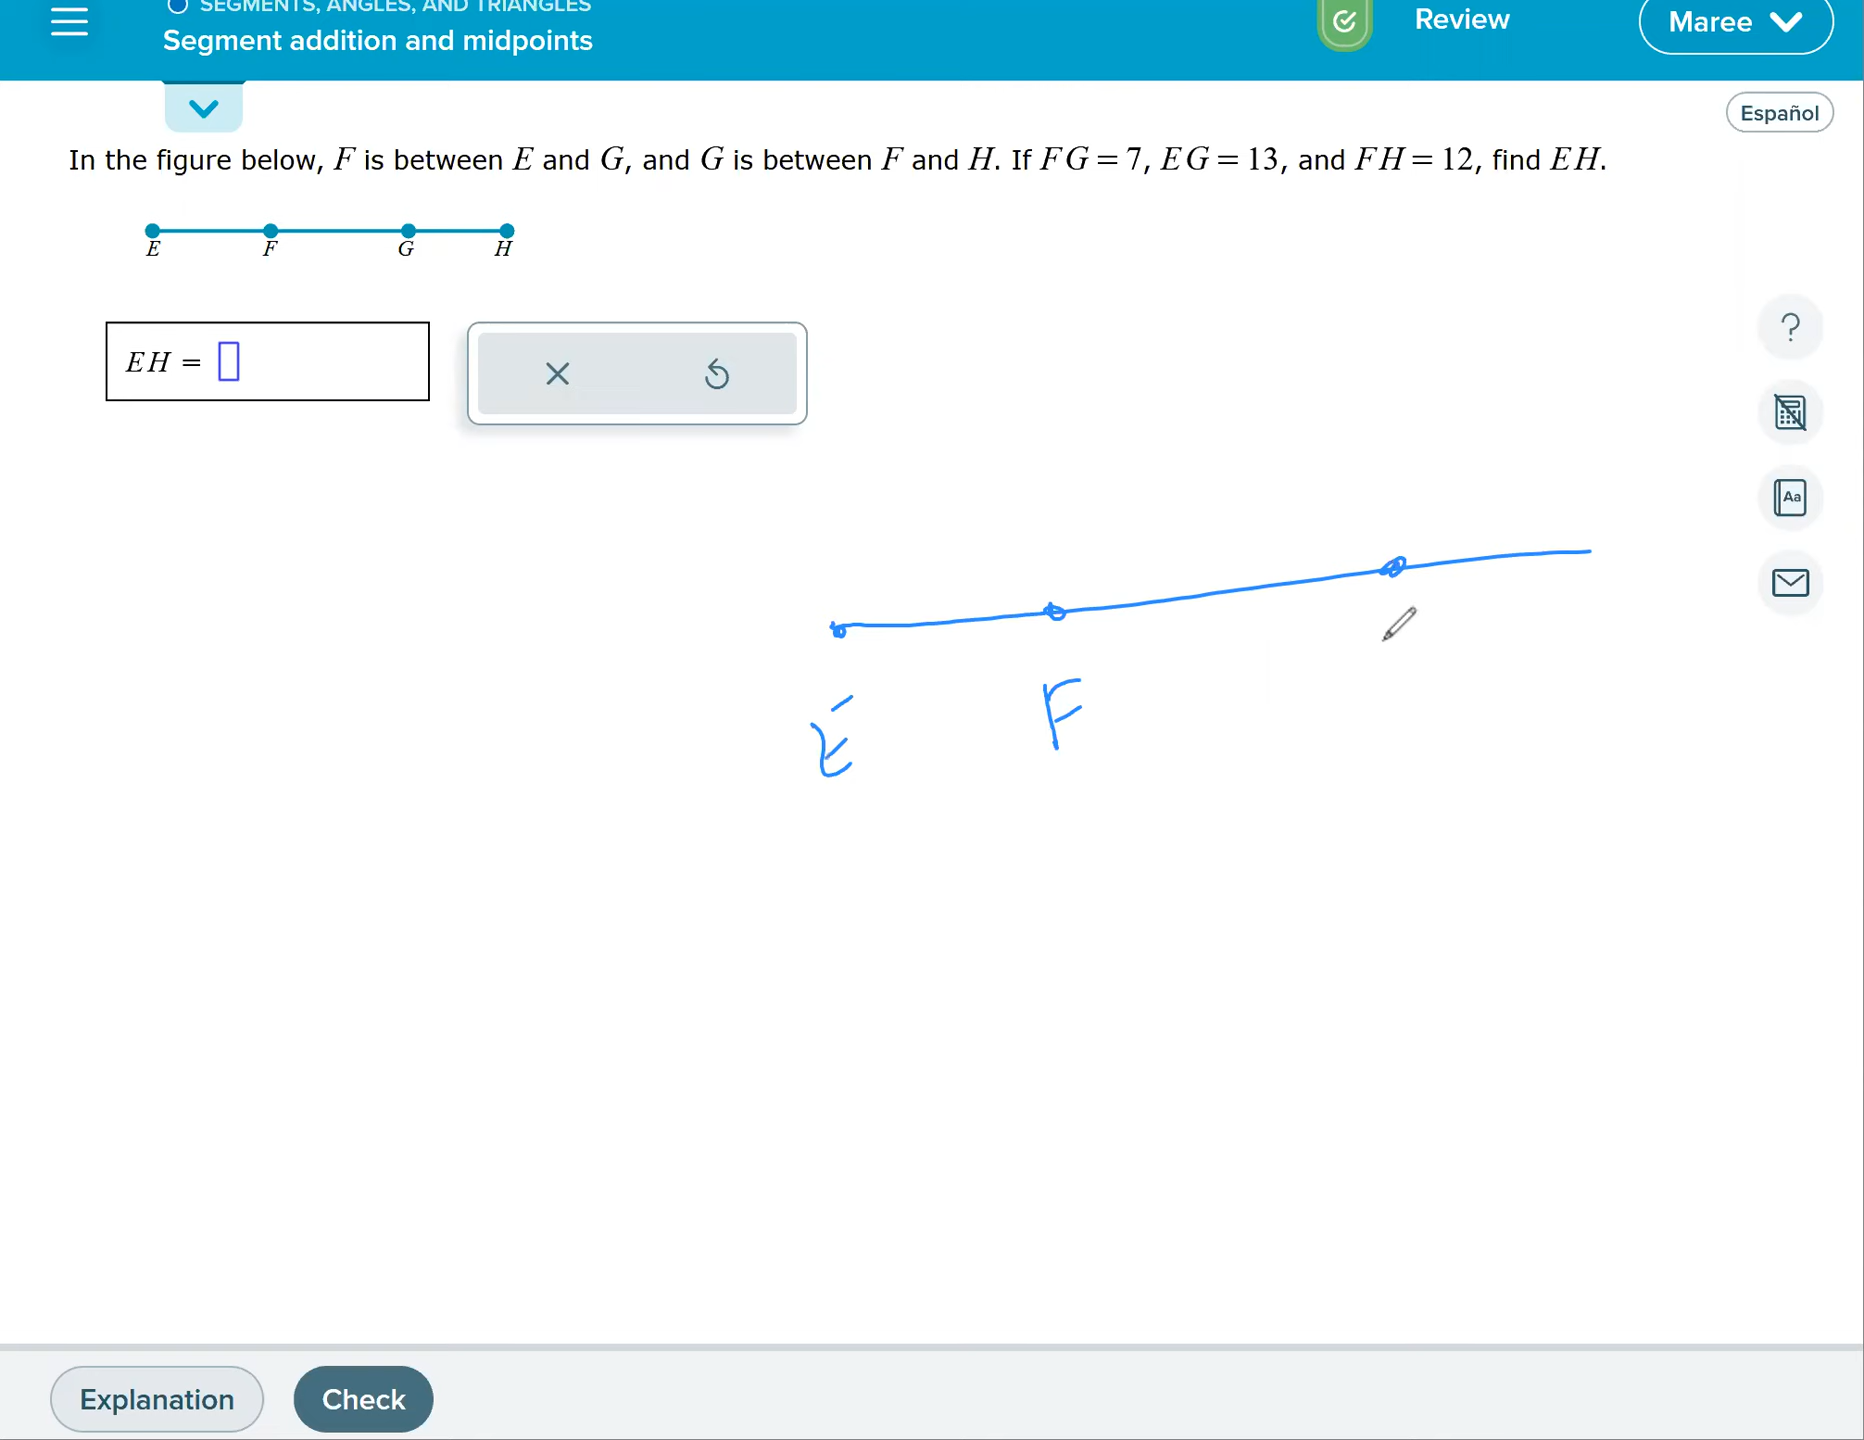 SEGMENTS, ANGLES, AND TRIANGLES
Segment addition and midpoints
Review
Maree
Español
In the figure below, F is between E and G, and G is between F and H. If FG = 7, EG = 13, and FH = 12, find EH.
E F G H
EH =
?
Aa
E F
Explanation
Check